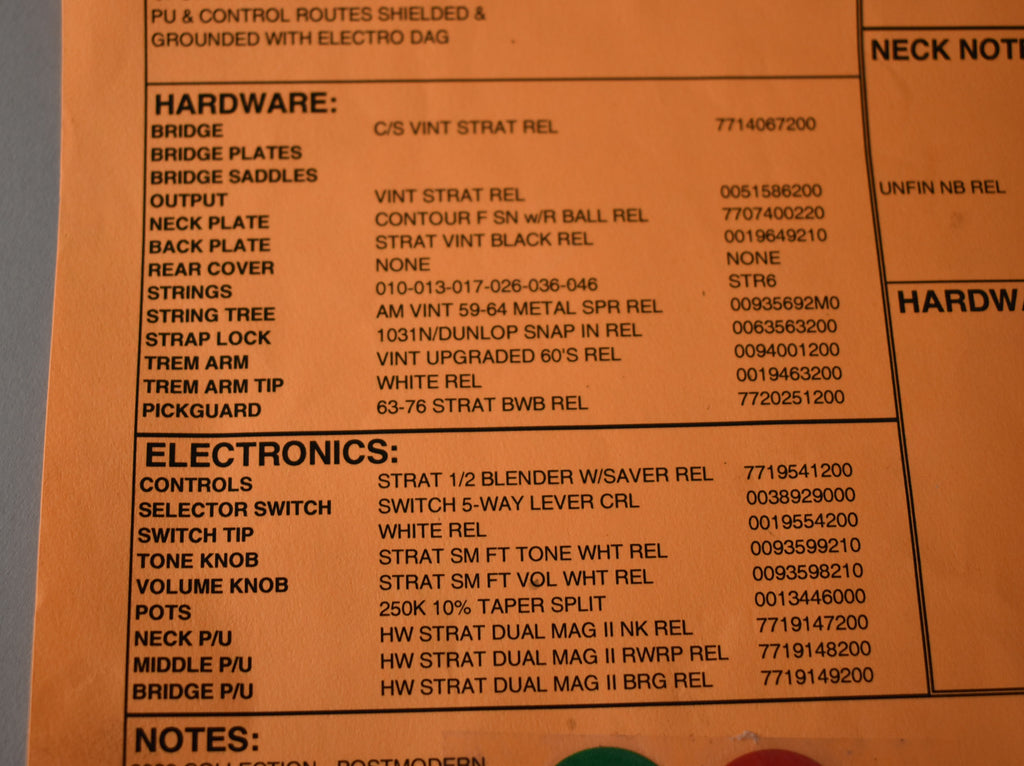 PU & CONTROL ROUTES SHIELDED &
GROUNDED WITH ELECTRO DAG
HARDWARE:
BRIDGE C/S VINT STRAT REL 7714067200
BRIDGE PLATES
BRIDGE SADDLES
OUTPUT VINT STRAT REL 0051586200
NECK PLATE CONTOUR F SN w/R BALL REL 7707400220
BACK PLATE STRAT VINT BLACK REL 0019649210
REAR COVER NONE NONE
STRINGS 010-013-017-026-036-046 STR6
STRING TREE AM VINT 59-64 METAL SPR REL 00935692M0
STRAP LOCK 1031N/DUNLOP SNAP IN REL 0063563200
TREM ARM VINT UPGRADED 60'S REL 0094001200
TREM ARM TIP WHITE REL 0019463200
PICKGUARD 63-76 STRAT BWB REL 7720251200
ELECTRONICS:
CONTROLS STRAT 1/2 BLENDER W/SAVER REL 7719541200
SELECTOR SWITCH SWITCH 5-WAY LEVER CRL 0038929000
SWITCH TIP WHITE REL 0019554200
TONE KNOB STRAT SM FT TONE WHT REL 0093599210
VOLUME KNOB STRAT SM FT VOL WHT REL 0093598210
POTS 250K 10% TAPER SPLIT 0013446000
NECK P/U HW STRAT DUAL MAG II NK REL 7719147200
MIDDLE P/U HW STRAT DUAL MAG II RWRP REL 7719148200
BRIDGE P/U HW STRAT DUAL MAG II BRG REL 7719149200
NOTES:
COLLECTION - POSTMODERN
NECK NOT
UNFIN NB REL
HARDWA